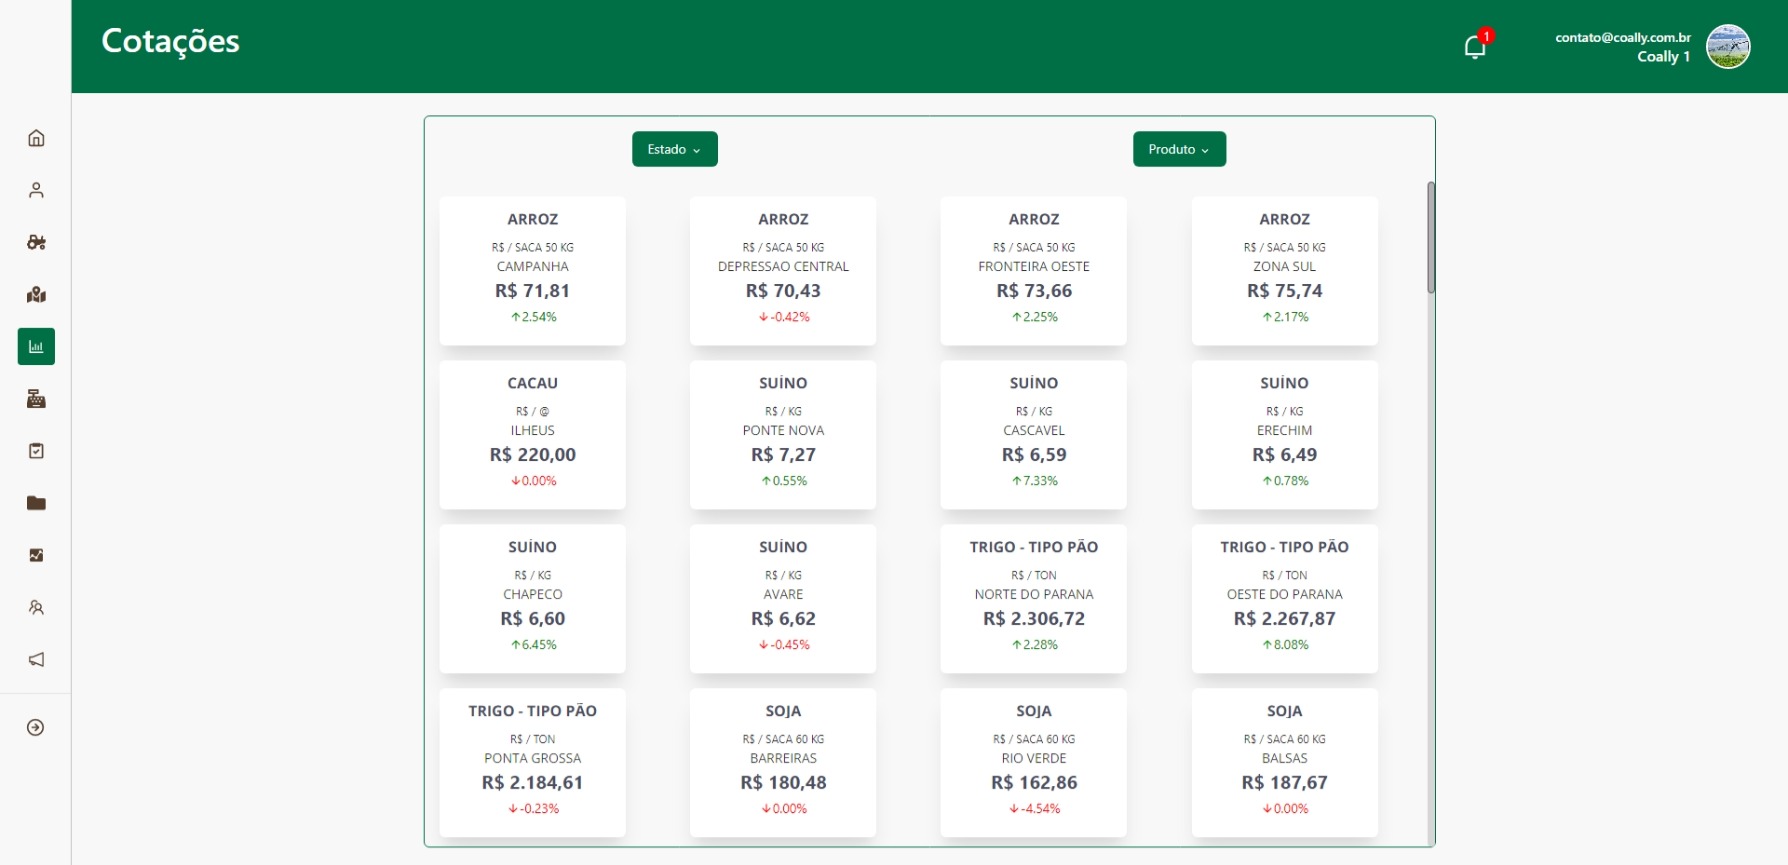 Cotações
1
contato@coally.com.br
Coally 1
Estado
Produto
ARROZ
R$ / SACA 50 KG
CAMPANHA
R$ 71,81
↑2.54%
ARROZ
R$ / SACA 50 KG
DEPRESSAO CENTRAL
R$ 70,43
↓-0.42%
ARROZ
R$ / SACA 50 KG
FRONTEIRA OESTE
R$ 73,66
↑2.25%
ARROZ
R$ / SACA 50 KG
ZONA SUL
R$ 75,74
↑2.17%
CACAU
R$ / @
ILHEUS
R$ 220,00
↓0.00%
SUÍNO
R$ / KG
PONTE NOVA
R$ 7,27
↑0.55%
SUÍNO
R$ / KG
CASCAVEL
R$ 6,59
↑7.33%
SUÍNO
R$ / KG
ERECHIM
R$ 6,49
↑0.78%
SUÍNO
R$ / KG
CHAPECO
R$ 6,60
↑6.45%
SUÍNO
R$ / KG
AVARE
R$ 6,62
↓-0.45%
TRIGO - TIPO PÃO
R$ / TON
NORTE DO PARANA
R$ 2.306,72
↑2.28%
TRIGO - TIPO PÃO
R$ / TON
OESTE DO PARANA
R$ 2.267,87
↑8.08%
TRIGO - TIPO PÃO
R$ / TON
PONTA GROSSA
R$ 2.184,61
↓-0.23%
SOJA
R$ / SACA 60 KG
BARREIRAS
R$ 180,48
↓0.00%
SOJA
R$ / SACA 60 KG
RIO VERDE
R$ 162,86
↓-4.54%
SOJA
R$ / SACA 60 KG
BALSAS
R$ 187,67
↓0.00%